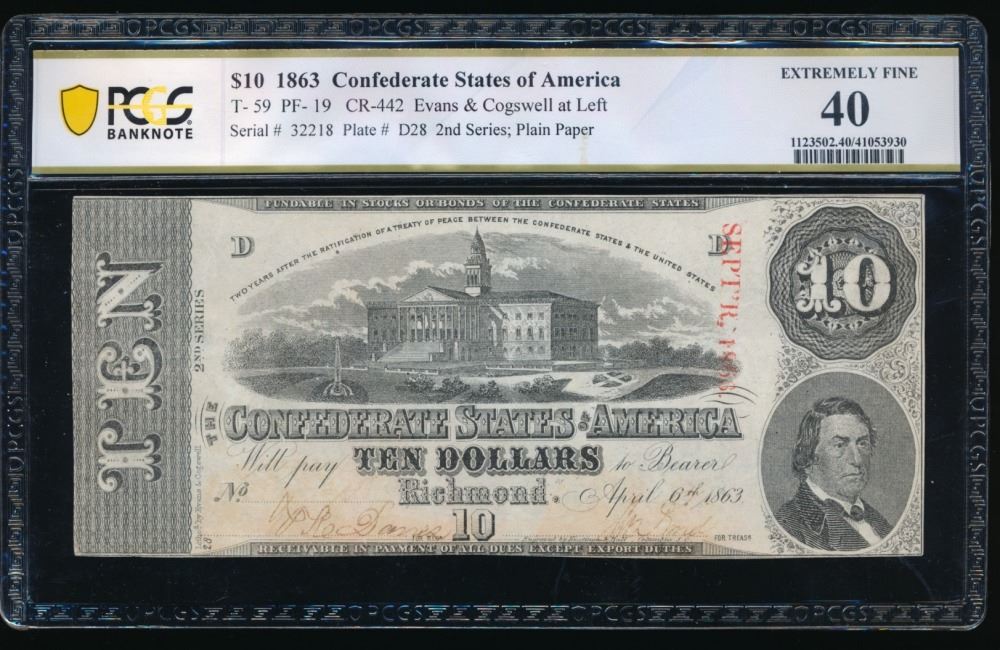 PCGS
BANKNOTE
$10 1863 Confederate States of America
T- 59 PF- 19 CR-442 Evans & Cogswell at Left
Serial # 32218 Plate # D28 2nd Series; Plain Paper
EXTREMELY FINE
40
1123502.40/41053930
FUNDABLE IN STOCKS OR BONDS OF THE CONFEDERATE STATES
TWO YEARS AFTER THE RATIFICATION OF A TREATY OF PEACE BETWEEN THE CONFEDERATE STATES & THE UNITED STATES
D
D
SEPT'R, 1863.
10
TEN
2ND SERIES
THE
CONFEDERATE STATES OF AMERICA
Will pay TEN DOLLARS to Bearer
Richmond. April 6th 1863
No
10
FOR TREASR
RECEIVABLE IN PAYMENT OF ALL DUES EXCEPT EXPORT DUTIES